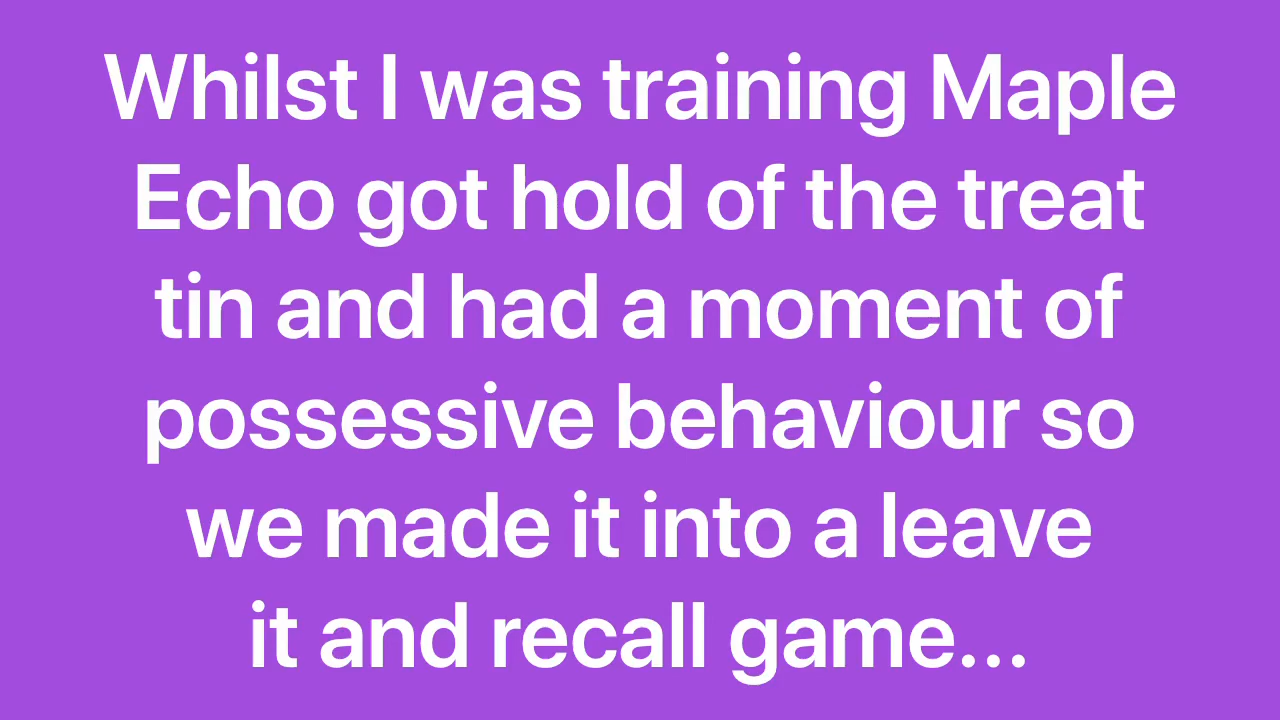 Whilst I was training Maple
Echo got hold of the treat
tin and had a moment of
possessive behaviour so
we made it into a leave
it and recall game...